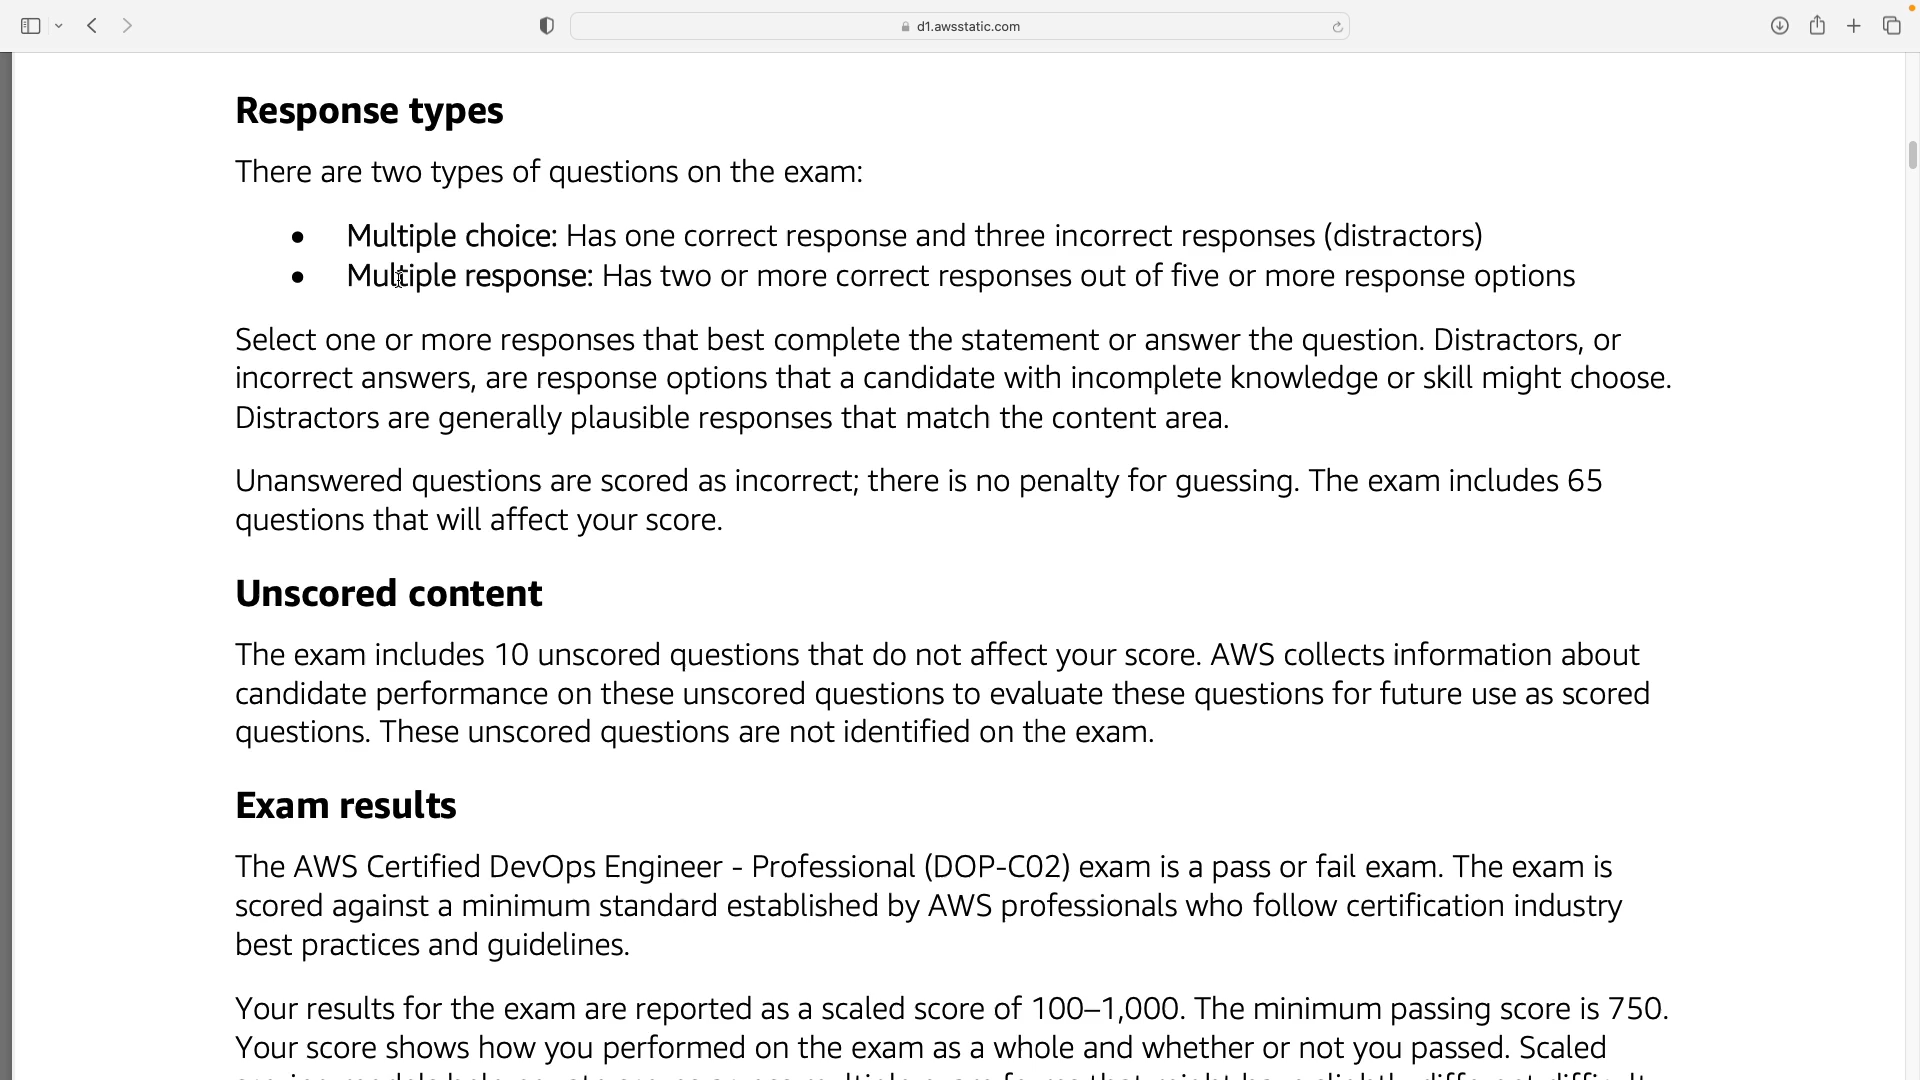 d1.awsstatic.com
Response types
There are two types of questions on the exam:
• Multiple choice: Has one correct response and three incorrect responses (distractors)
• Multiple response: Has two or more correct responses out of five or more response options
Select one or more responses that best complete the statement or answer the question. Distractors, or
incorrect answers, are response options that a candidate with incomplete knowledge or skill might choose.
Distractors are generally plausible responses that match the content area.
Unanswered questions are scored as incorrect; there is no penalty for guessing. The exam includes 65
questions that will affect your score.
Unscored content
The exam includes 10 unscored questions that do not affect your score. AWS collects information about
candidate performance on these unscored questions to evaluate these questions for future use as scored
questions. These unscored questions are not identified on the exam.
Exam results
The AWS Certified DevOps Engineer - Professional (DOP-C02) exam is a pass or fail exam. The exam is
scored against a minimum standard established by AWS professionals who follow certification industry
best practices and guidelines.
Your results for the exam are reported as a scaled score of 100–1,000. The minimum passing score is 750.
Your score shows how you performed on the exam as a whole and whether or not you passed. Scaled